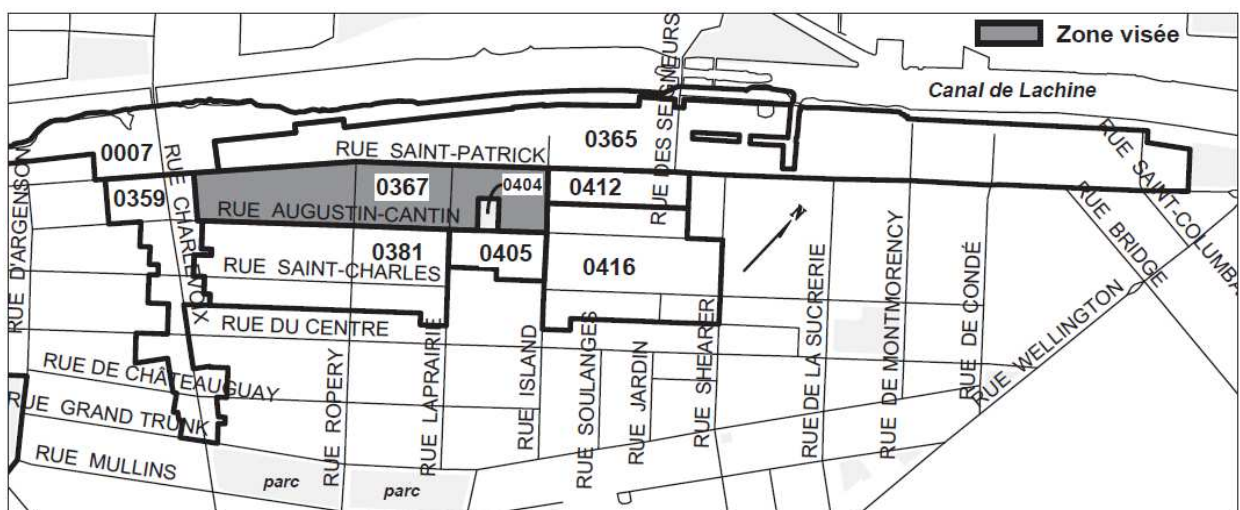 Zone visée
Canal de Lachine
RUE DES SEIGNEURS
0007
RUE SAINT-PATRICK
0365
RUE SAINT-COLUMBA
0359
RUE CHARLEVOIX
0367
0404
0412
RUE AUGUSTIN-CANTIN
N
RUE D'ARGENSON
0381
0405
0416
RUE SAINT-CHARLES
RUE BRIDGE
RUE DU CENTRE
RUE WELLINGTON
RUE DE CHÂTEAUGUAY
RUE GRAND TRUNK
RUE MULLINS
RUE ROPERY
RUE LAPRAIRIE
RUE ISLAND
RUE SOULANGES
RUE JARDIN
RUE SHEARER
RUE DE LA SUCRERIE
RUE DE MONTMORENCY
RUE DE CONDÉ
parc
parc